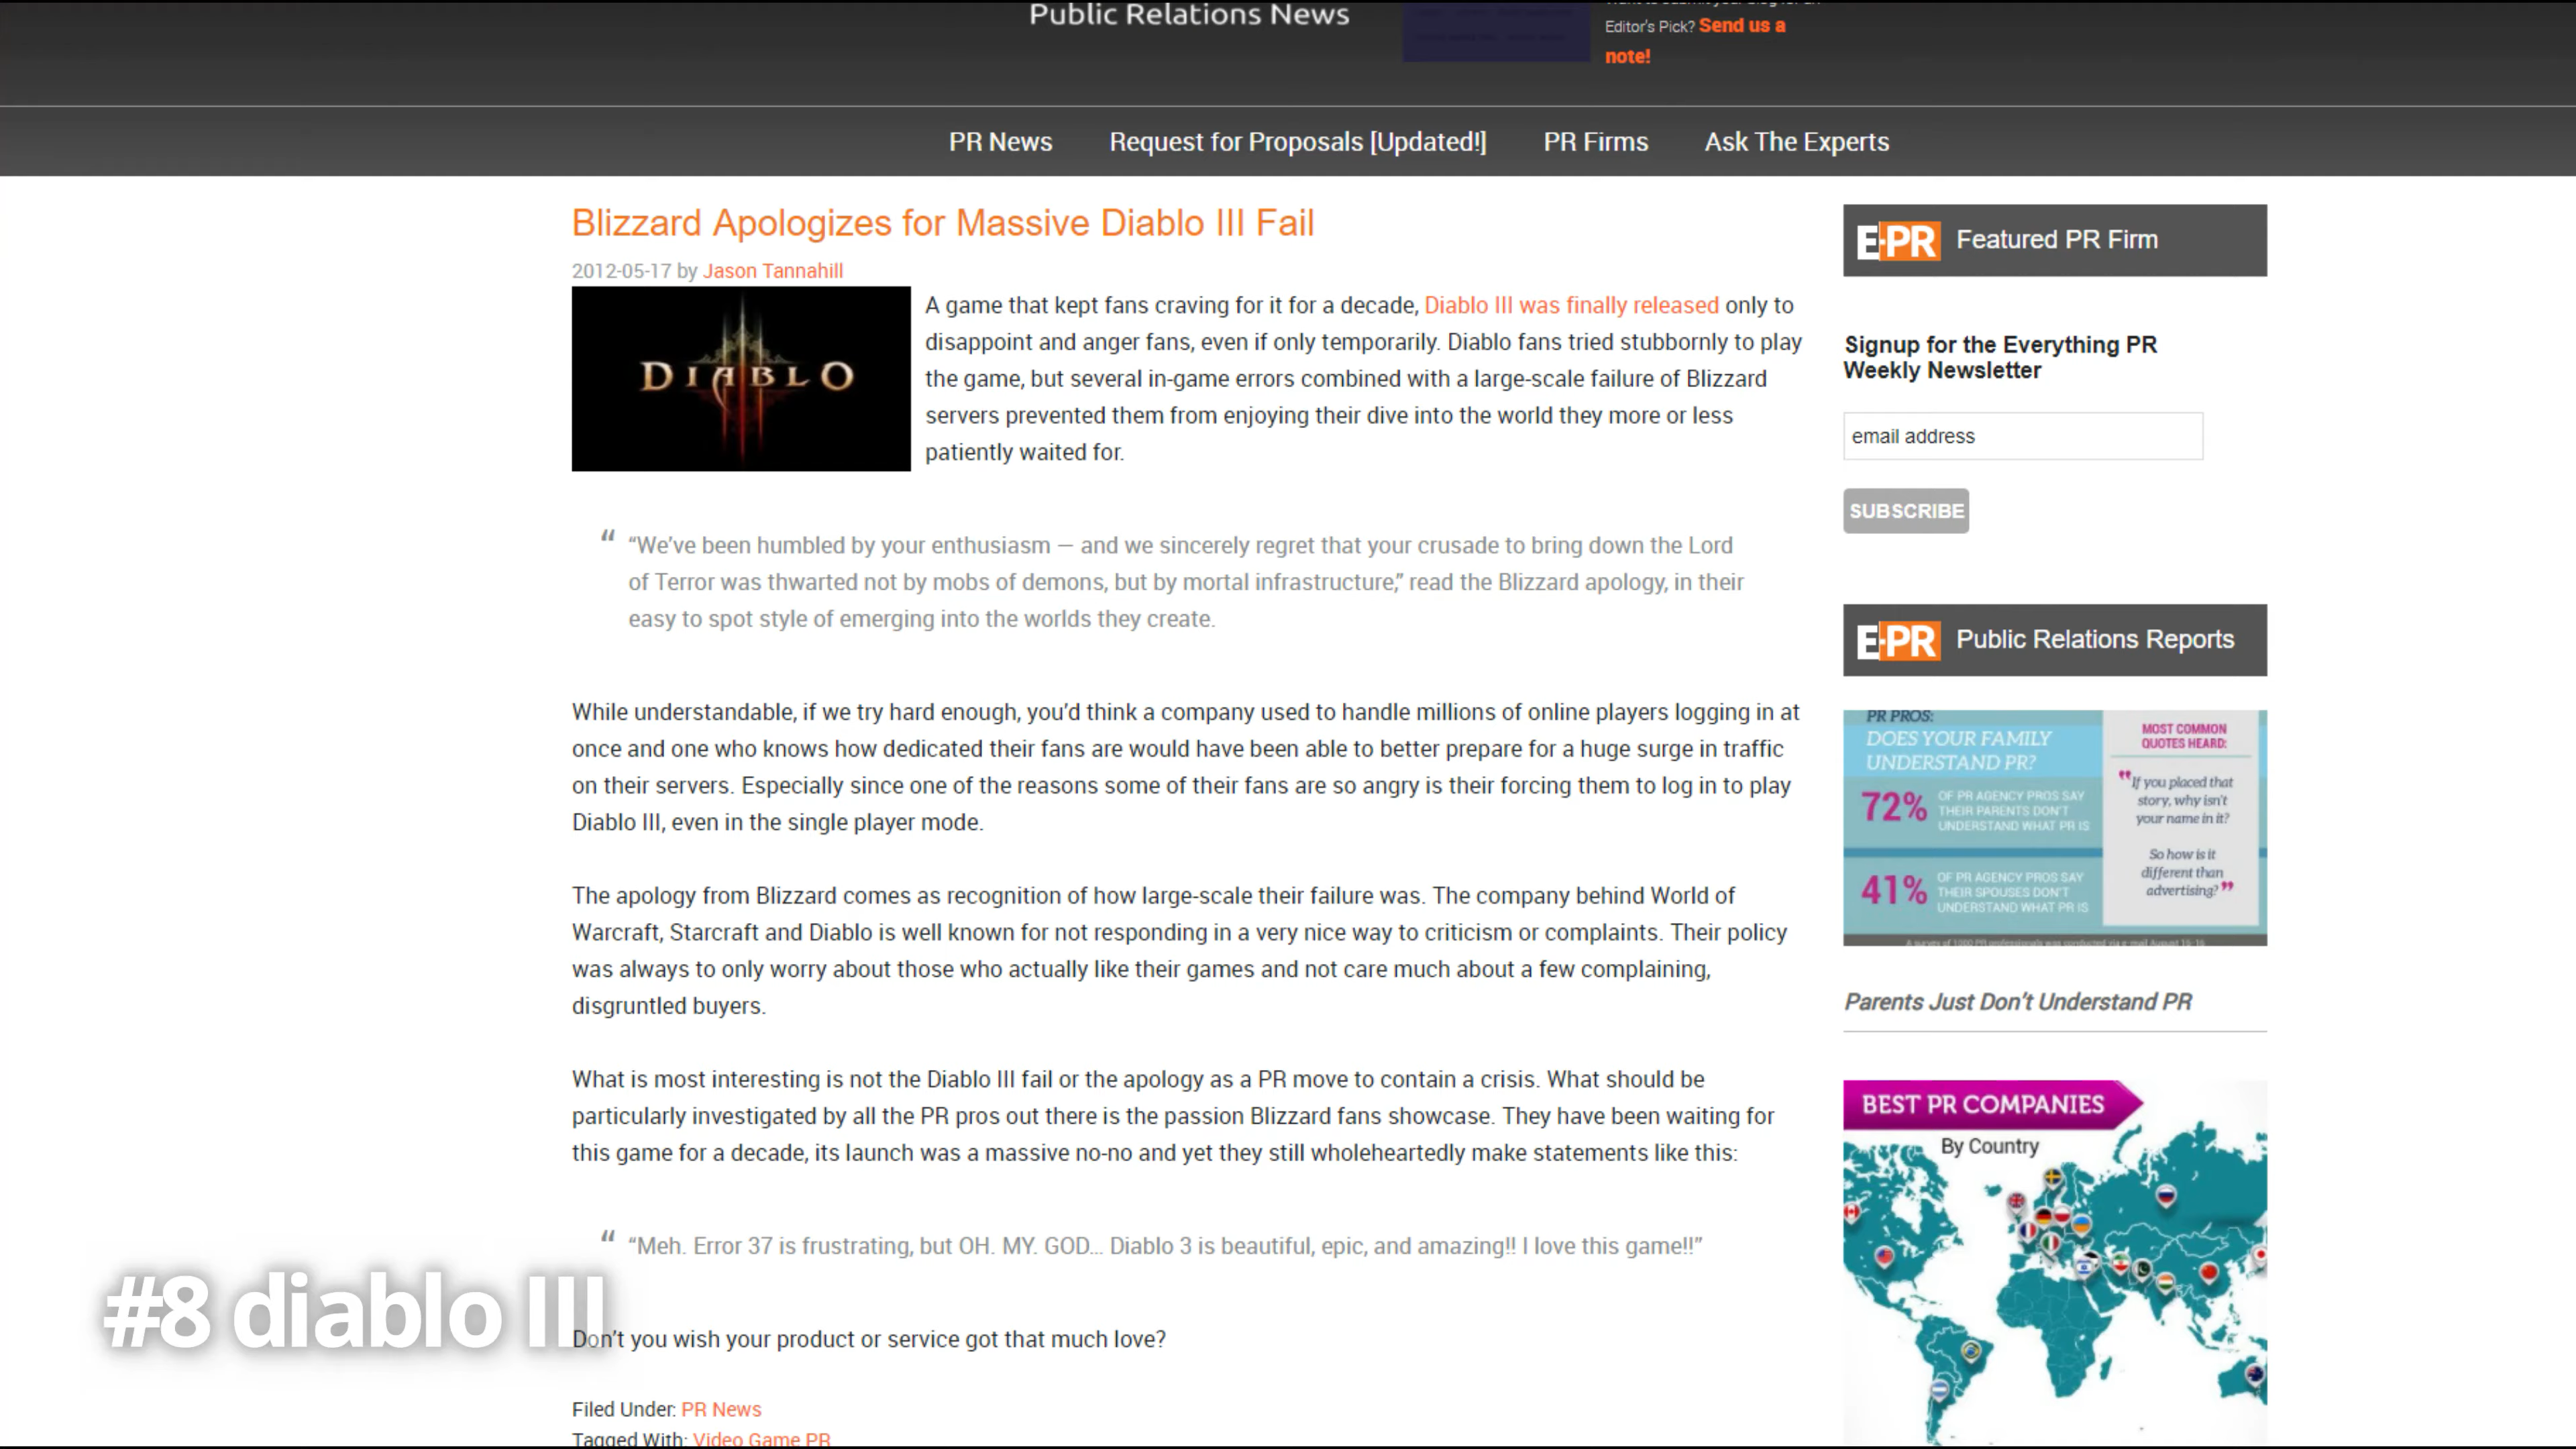 Public Relations News
Editor's Pick? Send us a
note!
PR News
Request for Proposals [Updated!]
PR Firms
Ask The Experts
Blizzard Apologizes for Massive Diablo III Fail
2012-05-17 by Jason Tannahill
DIABLO
A game that kept fans craving for it for a decade, Diablo III was finally released only to
disappoint and anger fans, even if only temporarily. Diablo fans tried stubbornly to play
the game, but several in-game errors combined with a large-scale failure of Blizzard
servers prevented them from enjoying their dive into the world they more or less
patiently waited for.
“
“We’ve been humbled by your enthusiasm — and we sincerely regret that your crusade to bring down the Lord
of Terror was thwarted not by mobs of demons, but by mortal infrastructure,” read the Blizzard apology, in their
easy to spot style of emerging into the worlds they create.
While understandable, if we try hard enough, you’d think a company used to handle millions of online players logging in at
once and one who knows how dedicated their fans are would have been able to better prepare for a huge surge in traffic
on their servers. Especially since one of the reasons some of their fans are so angry is their forcing them to log in to play
Diablo III, even in the single player mode.
The apology from Blizzard comes as recognition of how large-scale their failure was. The company behind World of
Warcraft, Starcraft and Diablo is well known for not responding in a very nice way to criticism or complaints. Their policy
was always to only worry about those who actually like their games and not care much about a few complaining,
disgruntled buyers.
What is most interesting is not the Diablo III fail or the apology as a PR move to contain a crisis. What should be
particularly investigated by all the PR pros out there is the passion Blizzard fans showcase. They have been waiting for
this game for a decade, its launch was a massive no-no and yet they still wholeheartedly make statements like this:
“
“Meh. Error 37 is frustrating, but OH. MY. GOD... Diablo 3 is beautiful, epic, and amazing!! I love this game!!”
#8 diablo III
Don’t you wish your product or service got that much love?
Filed Under: PR News
Tagged With: Video Game PR
E-PR Featured PR Firm
Signup for the Everything PR
Weekly Newsletter
email address
SUBSCRIBE
E-PR Public Relations Reports
PR PROS:
DOES YOUR FAMILY
UNDERSTAND PR?
72%
OF PR AGENCY PROS SAY
THEIR PARENTS DON'T
UNDERSTAND WHAT PR IS
41%
OF PR AGENCY PROS SAY
THEIR SPOUSES DON'T
UNDERSTAND WHAT PR IS
MOST COMMON
QUOTES HEARD:
"If you placed that
story, why isn't
your name in it?
So how is it
different than
advertising?"
A survey of 1000 PR professionals was conducted via e-mail August 16-16
Parents Just Don’t Understand PR
BEST PR COMPANIES
By Country